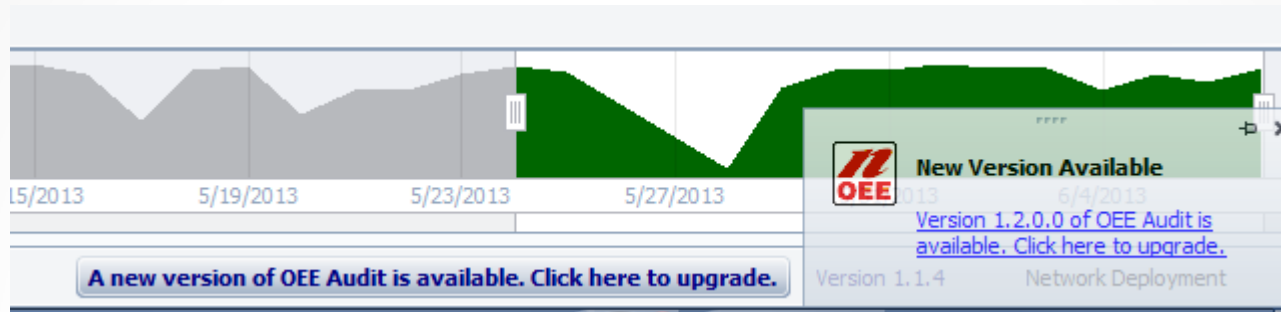 New Version Available
OEE
15/2013 5/19/2013 5/23/2013 5/27/2013 2013 6/4/2013
Version 1.2.0.0 of OEE Audit is
available. Click here to upgrade.
A new version of OEE Audit is available. Click here to upgrade. Version 1.1.4 Network Deployment